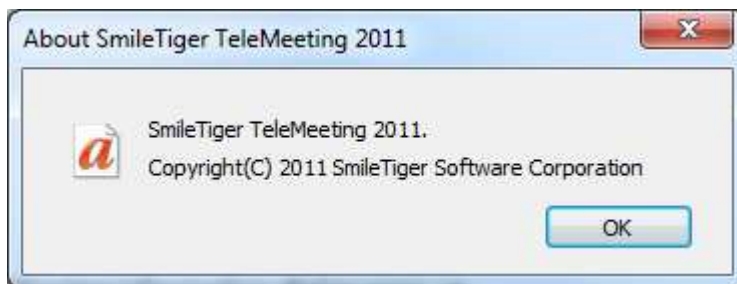 About SmileTiger TeleMeeting 2011
SmileTiger TeleMeeting 2011.
Copyright(C) 2011 SmileTiger Software Corporation
OK